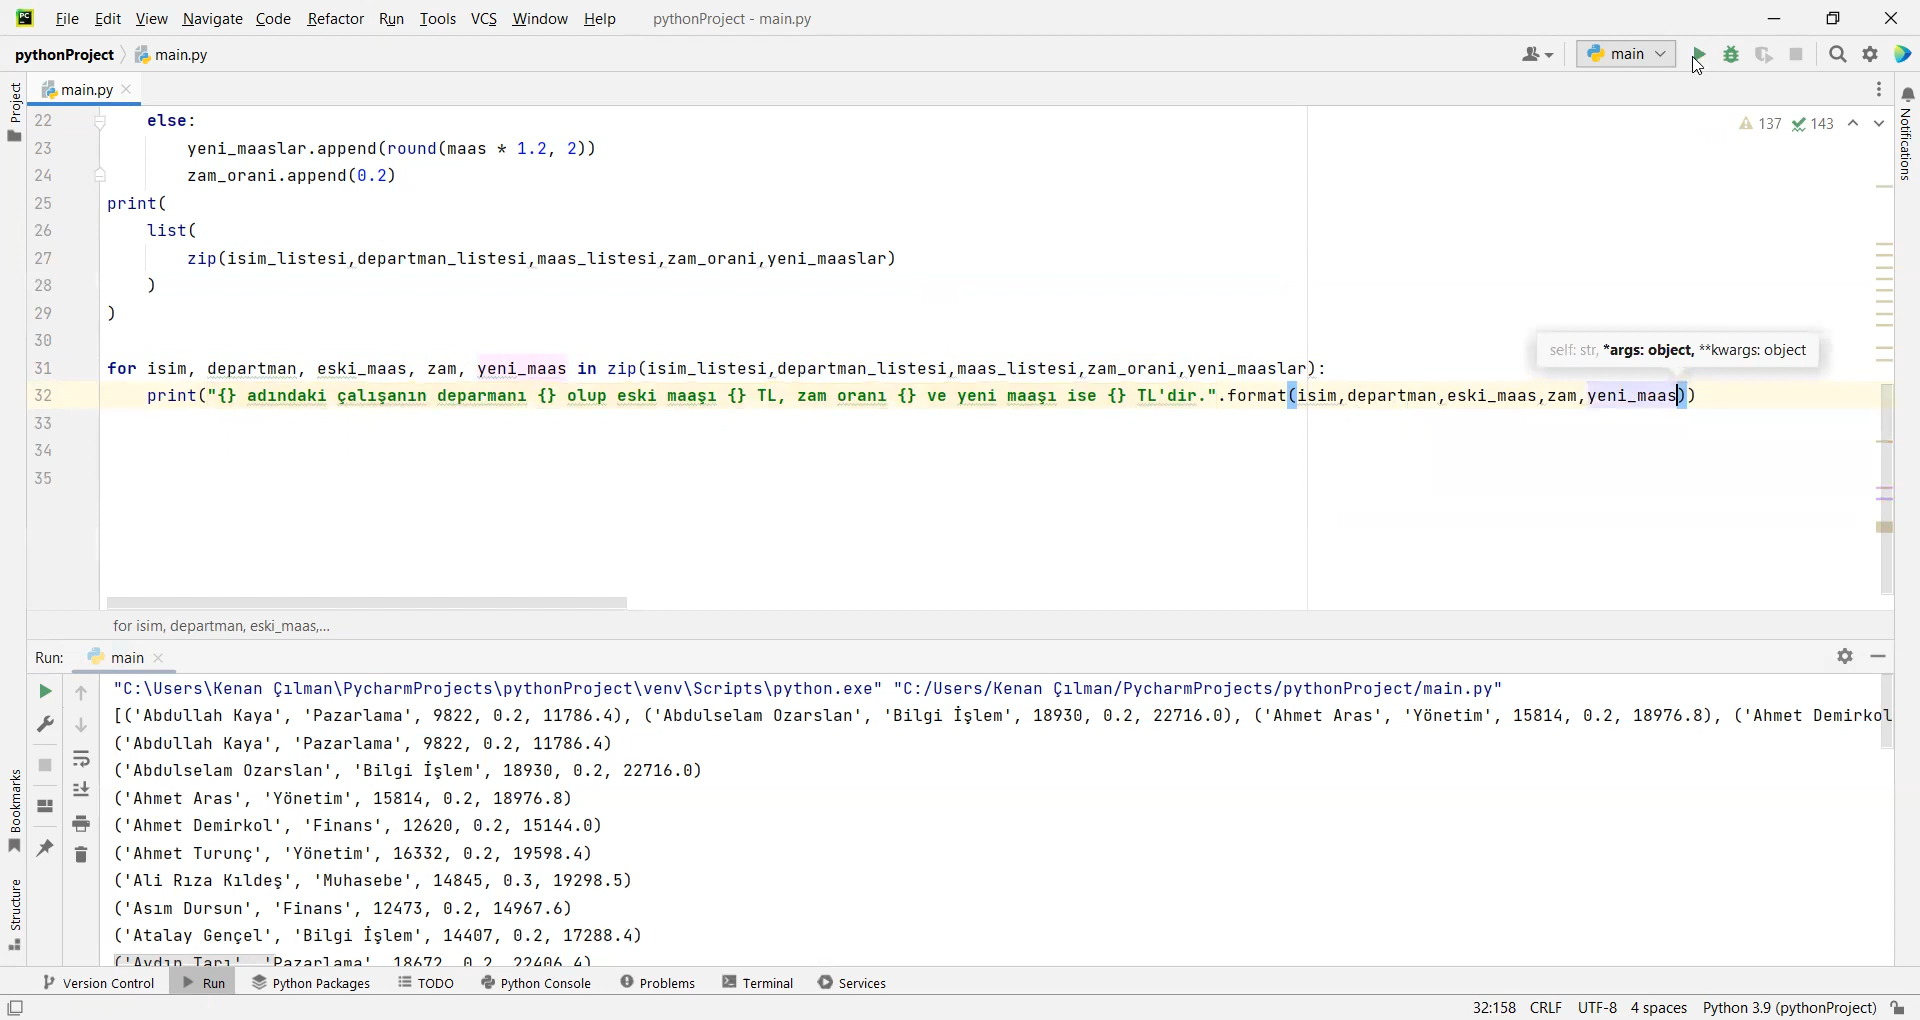 File Edit View Navigate Code Refactor Run Tools VCS Window Help pythonProject - main.py
pythonProject main.py main
Project
main.py
Notifications
137 143
22 else:
23 yeni_maaslar.append(round(maas * 1.2, 2))
24 zam_orani.append(0.2)
25 print(
26 list(
27 zip(isim_listesi,departman_listesi,maas_listesi,zam_orani,yeni_maaslar)
28 )
29 )
30
self: str, *args: object, **kwargs: object
31 for isim, departman, eski_maas, zam, yeni_maas in zip(isim_listesi,departman_listesi,maas_listesi,zam_orani,yeni_maaslar):
32 print("{} adındaki çalışanın deparmanı {} olup eski maaşı {} TL, zam oranı {} ve yeni maaşı ise {} TL'dir.".format(isim,departman,eski_maas,zam,yeni_maas))
33
34
35
for isim, departman, eski_maas,...
Run: main
"C:\Users\Kenan Çılman\PycharmProjects\pythonProject\venv\Scripts\python.exe" "C:/Users/Kenan Çılman/PycharmProjects/pythonProject/main.py"
[('Abdullah Kaya', 'Pazarlama', 9822, 0.2, 11786.4), ('Abdulselam Ozarslan', 'Bilgi İşlem', 18930, 0.2, 22716.0), ('Ahmet Aras', 'Yönetim', 15814, 0.2, 18976.8), ('Ahmet Demirkol
('Abdullah Kaya', 'Pazarlama', 9822, 0.2, 11786.4)
('Abdulselam Ozarslan', 'Bilgi İşlem', 18930, 0.2, 22716.0)
('Ahmet Aras', 'Yönetim', 15814, 0.2, 18976.8)
('Ahmet Demirkol', 'Finans', 12620, 0.2, 15144.0)
('Ahmet Turunç', 'Yönetim', 16332, 0.2, 19598.4)
('Ali Rıza Kıldeş', 'Muhasebe', 14845, 0.3, 19298.5)
('Asım Dursun', 'Finans', 12473, 0.2, 14967.6)
('Atalay Gençel', 'Bilgi İşlem', 14407, 0.2, 17288.4)
('Aydın Tarı', 'Pazarlama', 18672, 0.2, 22406.4)
Bookmarks
Structure
Version Control Run Python Packages TODO Python Console Problems Terminal Services
32:158 CRLF UTF-8 4 spaces Python 3.9 (pythonProject)